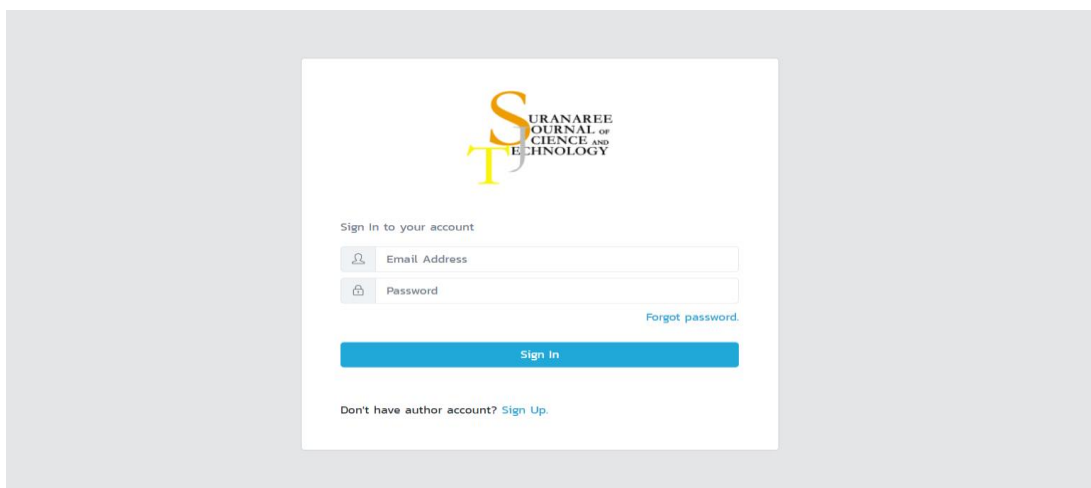 SURANAREE
JOURNAL OF
SCIENCE AND
TECHNOLOGY
Sign In to your account
Email Address
Password
Forgot password.
Sign In
Don't have author account? Sign Up.